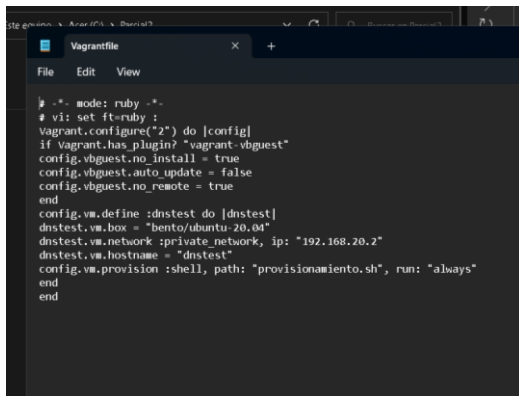 Este equipo > Acer (C:) > Parcial2
Vagrantfile
File Edit View
# -*- mode: ruby -*-
# vi: set ft=ruby :
Vagrant.configure("2") do |config|
if Vagrant.has_plugin? "vagrant-vbguest"
config.vbguest.no_install = true
config.vbguest.auto_update = false
config.vbguest.no_remote = true
end
config.vm.define :dnstest do |dnstest|
dnstest.vm.box = "bento/ubuntu-20.04"
dnstest.vm.network :private_network, ip: "192.168.20.2"
dnstest.vm.hostname = "dnstest"
config.vm.provision :shell, path: "provisionamiento.sh", run: "always"
end
end